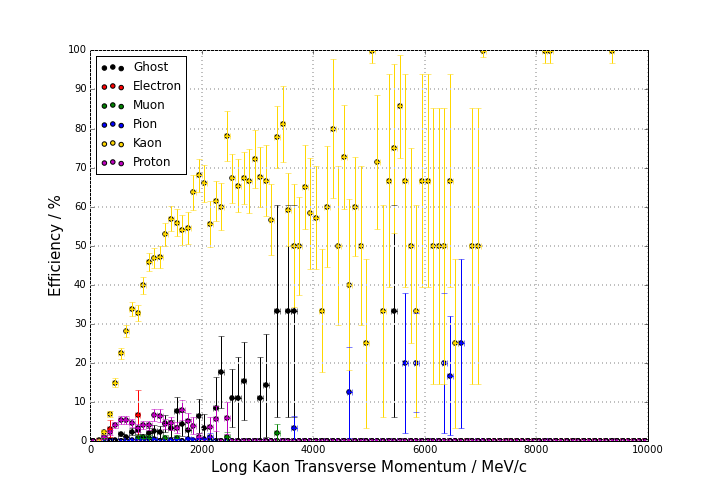 100
90
80
70
60
50
40
30
20
10
0
Efficiency / %
Ghost
Electron
Muon
Pion
Kaon
Proton
0 2000 4000 6000 8000 10000
Long Kaon Transverse Momentum / MeV/c